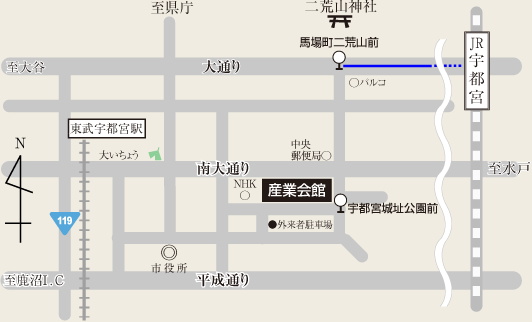 至県庁
二荒山神社
馬場町二荒山前
JR宇都宮
至大谷
大通り
パルコ
東武宇都宮駅
大いちょう
中央
郵便局
N
南大通り
至水戸
NHK
産業会館
宇都宮城址公園前
119
外来者駐車場
市役所
至鹿沼I.C
平成通り